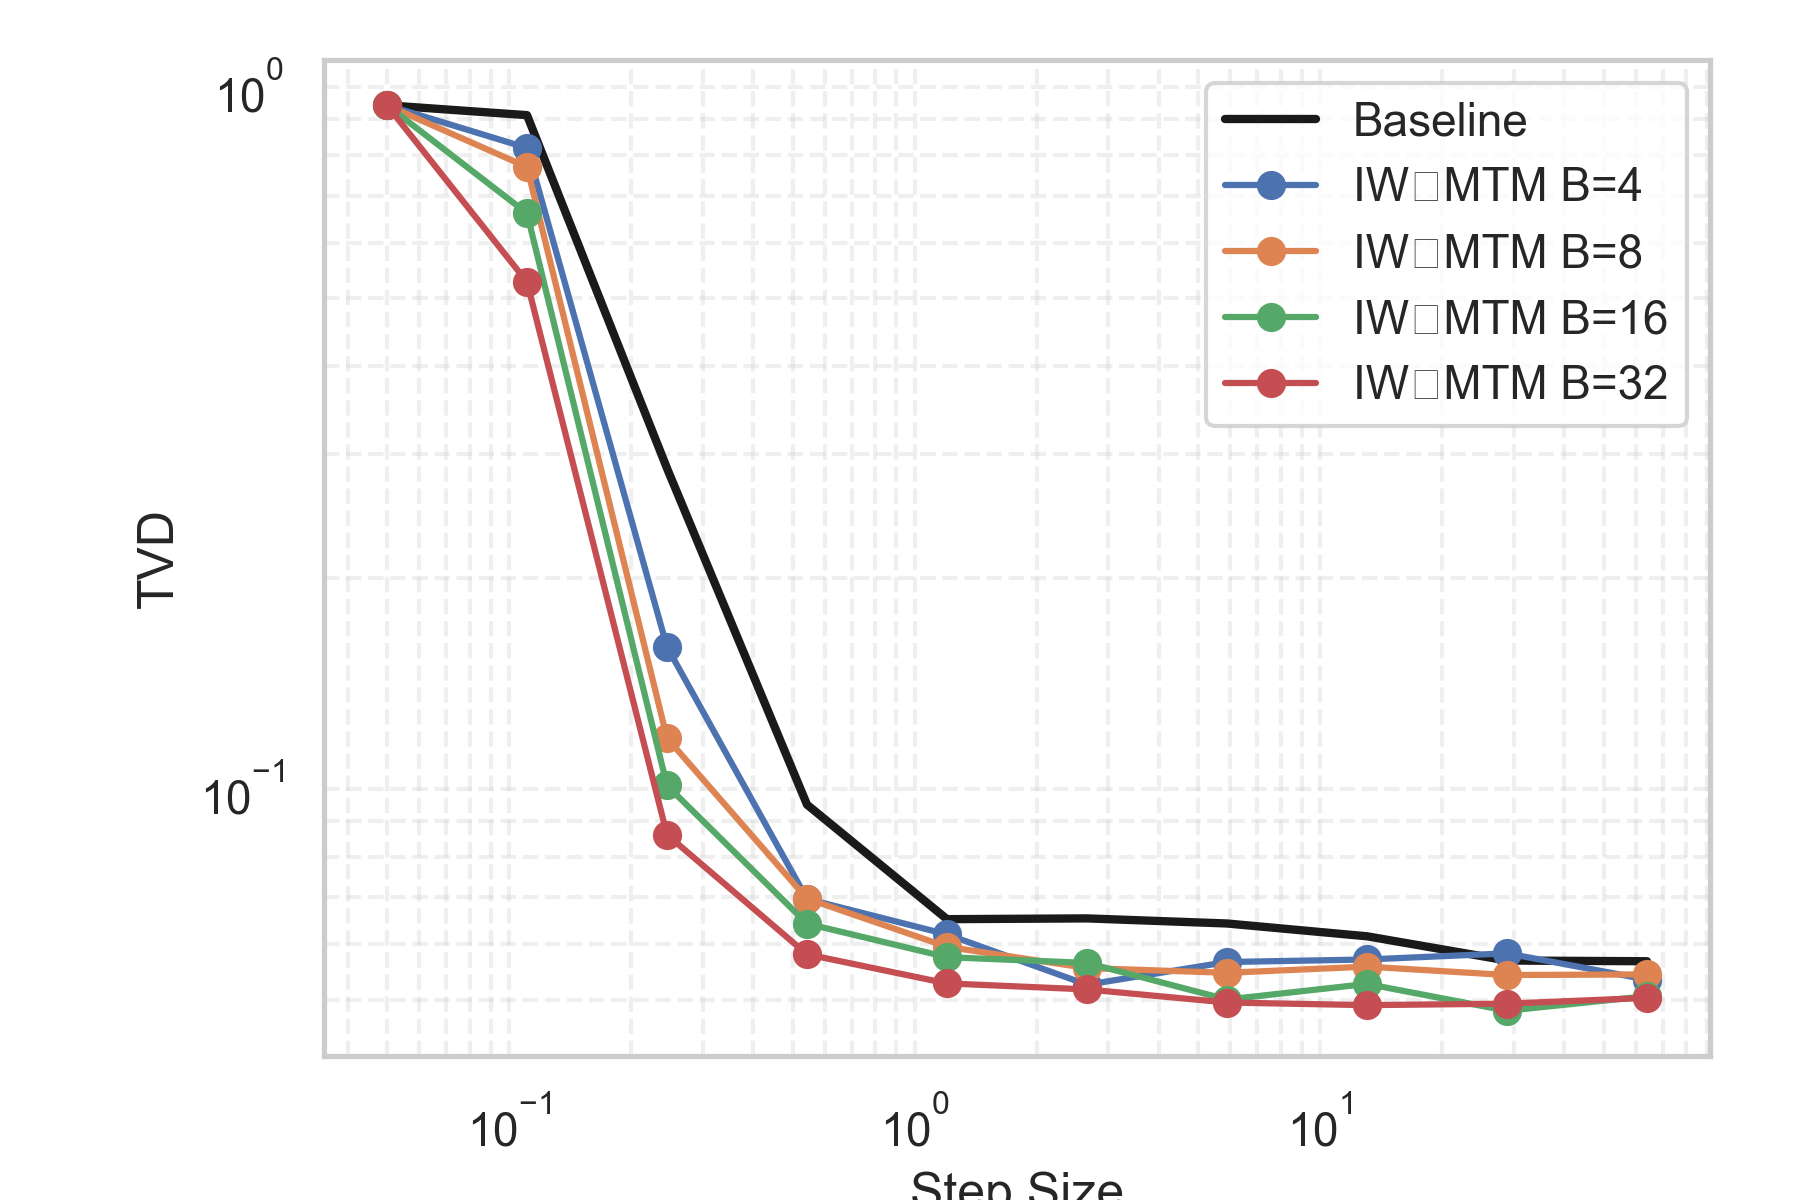 10^0
Baseline
IW□MTM B=4
IW□MTM B=8
IW□MTM B=16
IW□MTM B=32
TVD
10^−1
10^−1
10^0
10^1
Step Size